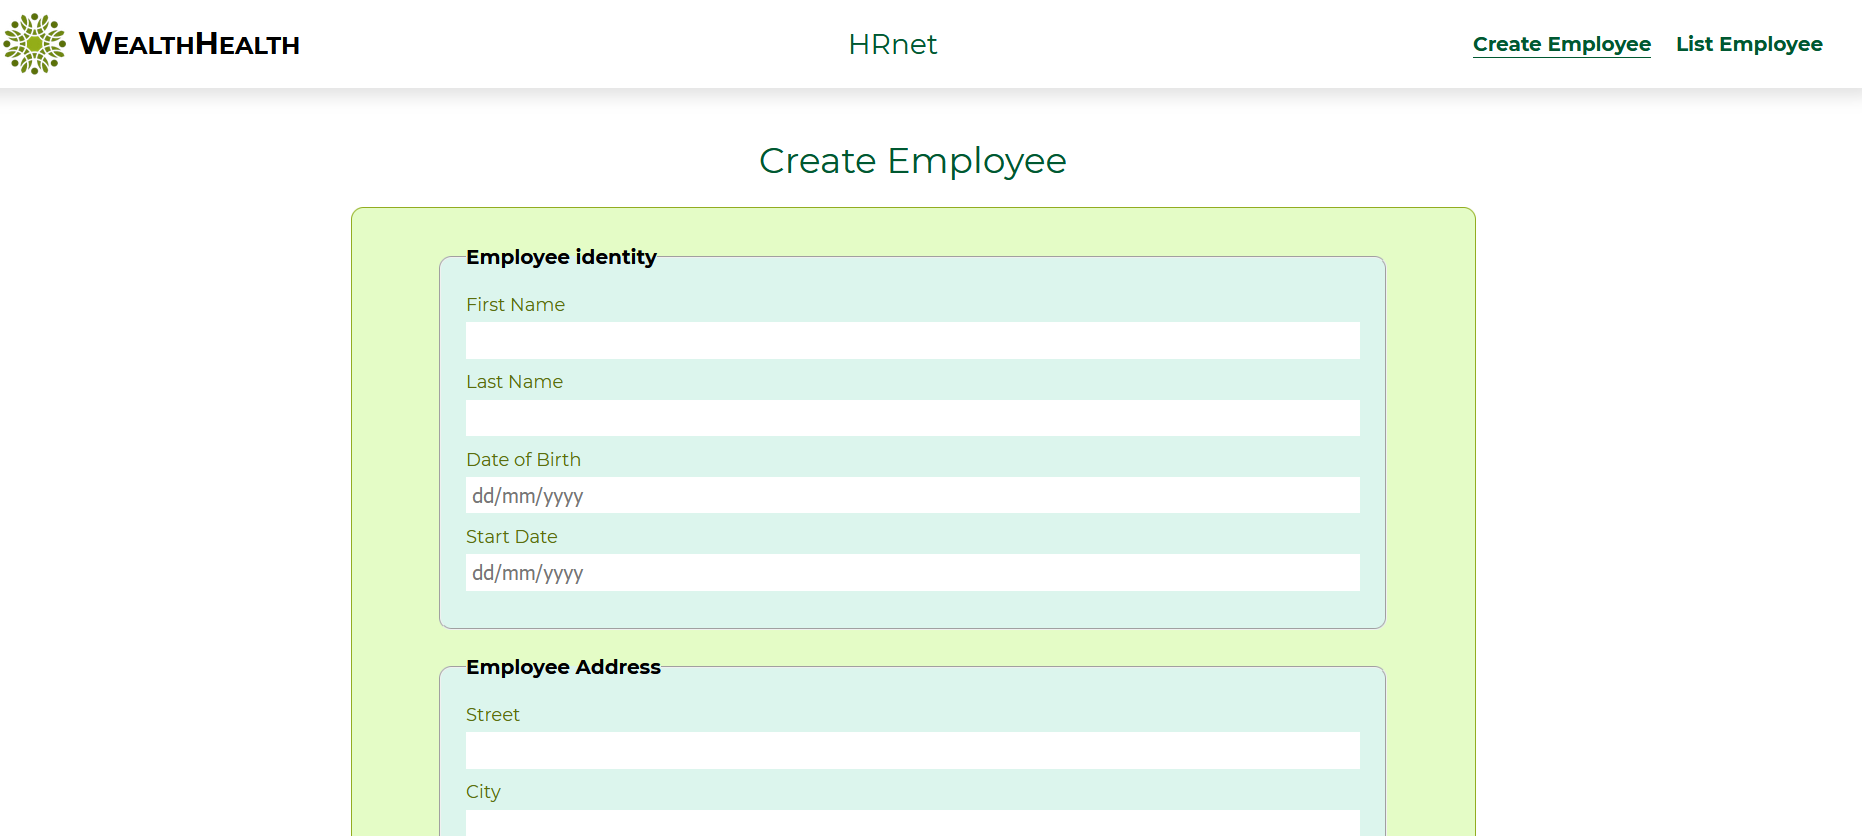 WEALTHHEALTH
HRnet
Create Employee
List Employee
Create Employee
Employee identity
First Name
Last Name
Date of Birth
dd/mm/yyyy
Start Date
dd/mm/yyyy
Employee Address
Street
City